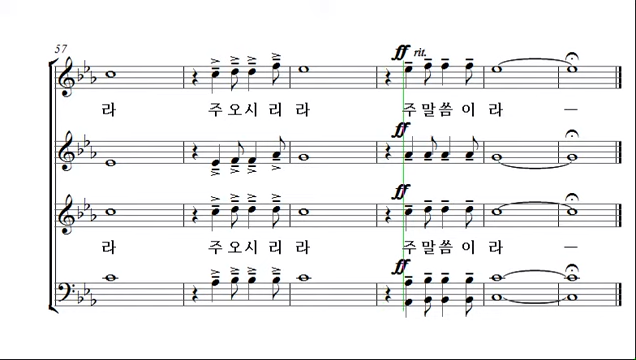 57
ff rit.
라 주 오 시 리 라 주 말 씀 이 라
ff
ff
라 주 오 시 리 라 주 말 씀 이 라
ff